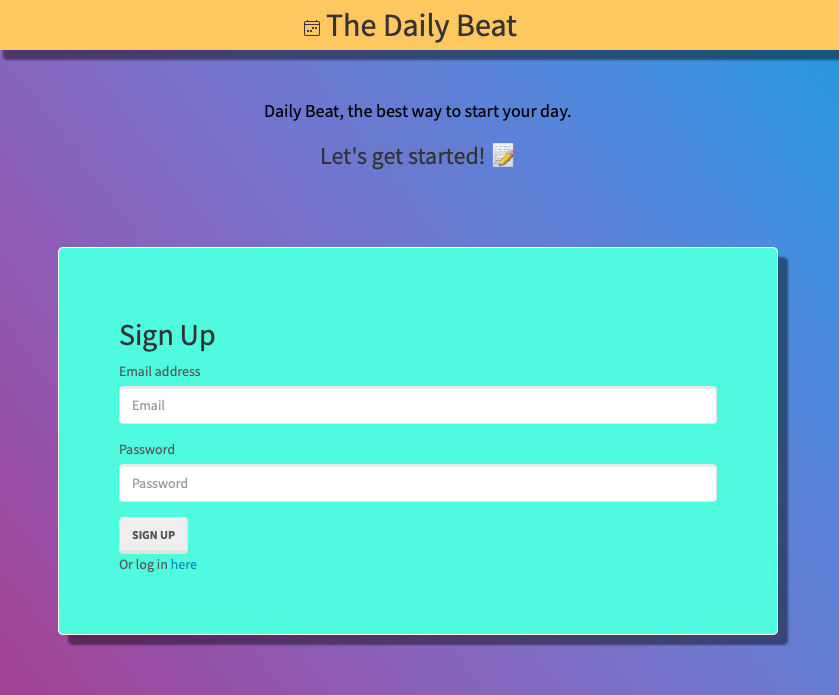 The Daily Beat
Daily Beat, the best way to start your day.
Let's get started! 📝
Sign Up
Email address
Email
Password
Password
SIGN UP
Or log in here